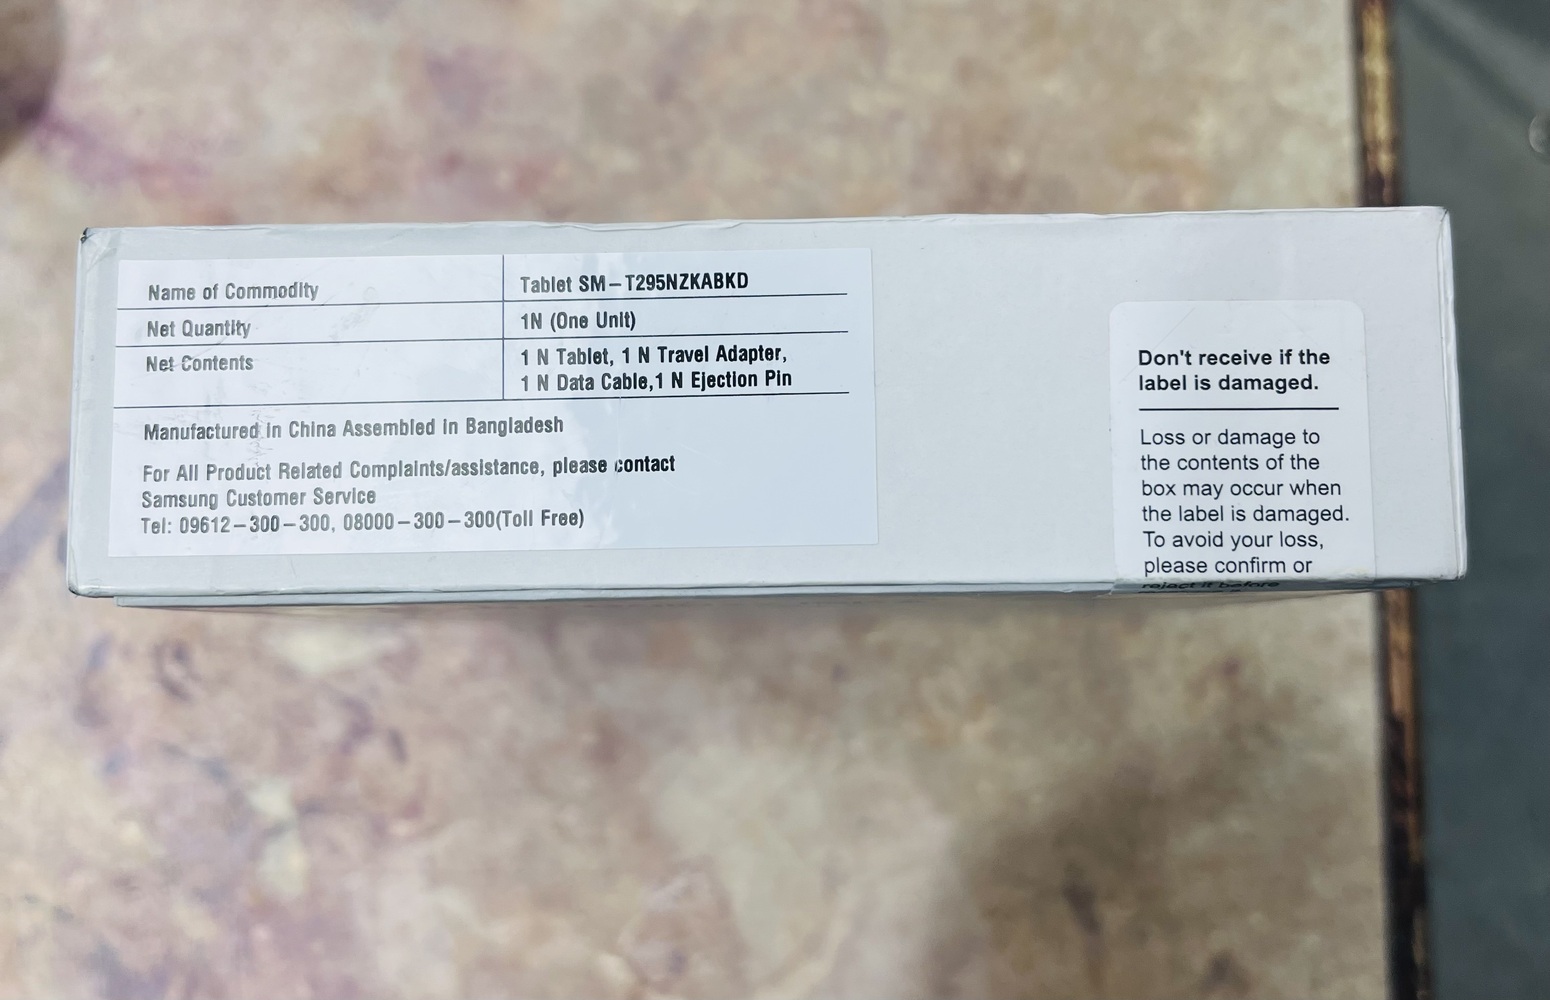 Name of Commodity
Tablet SM-T295NZKABKD
Net Quantity
1N (One Unit)
Net Contents
1 N Tablet, 1 N Travel Adapter,
1 N Data Cable,1 N Ejection Pin
Manufactured in China Assembled in Bangladesh
For All Product Related Complaints/assistance, please contact
Samsung Customer Service
Tel: 09612-300-300, 08000-300-300(Toll Free)
Don't receive if the
label is damaged.
Loss or damage to
the contents of the
box may occur when
the label is damaged.
To avoid your loss,
please confirm or
reject it before